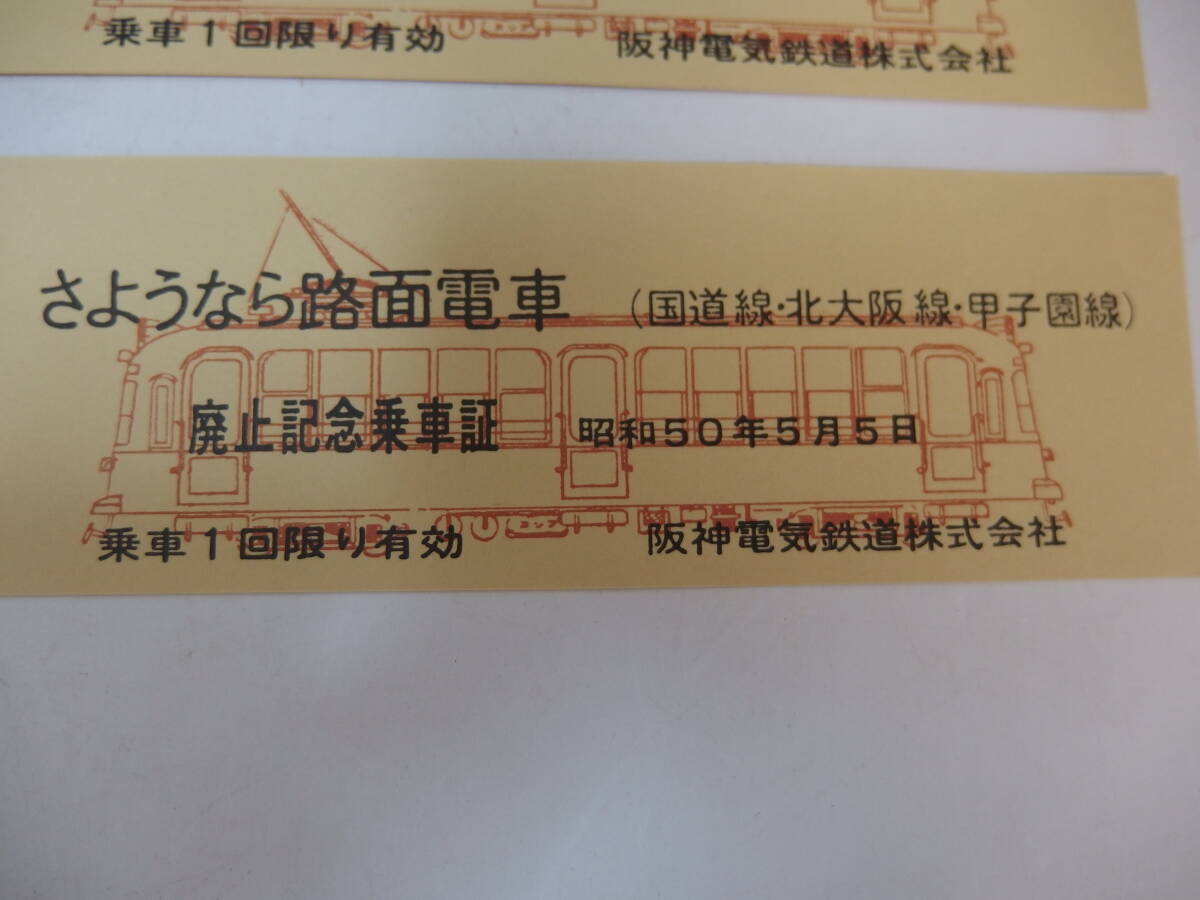 乗車1回限り有効 阪神電気鉄道株式会社
さようなら路面電車 (国道線・北大阪線・甲子園線)
廃止記念乗車証 昭和50年5月5日
乗車1回限り有効 阪神電気鉄道株式会社